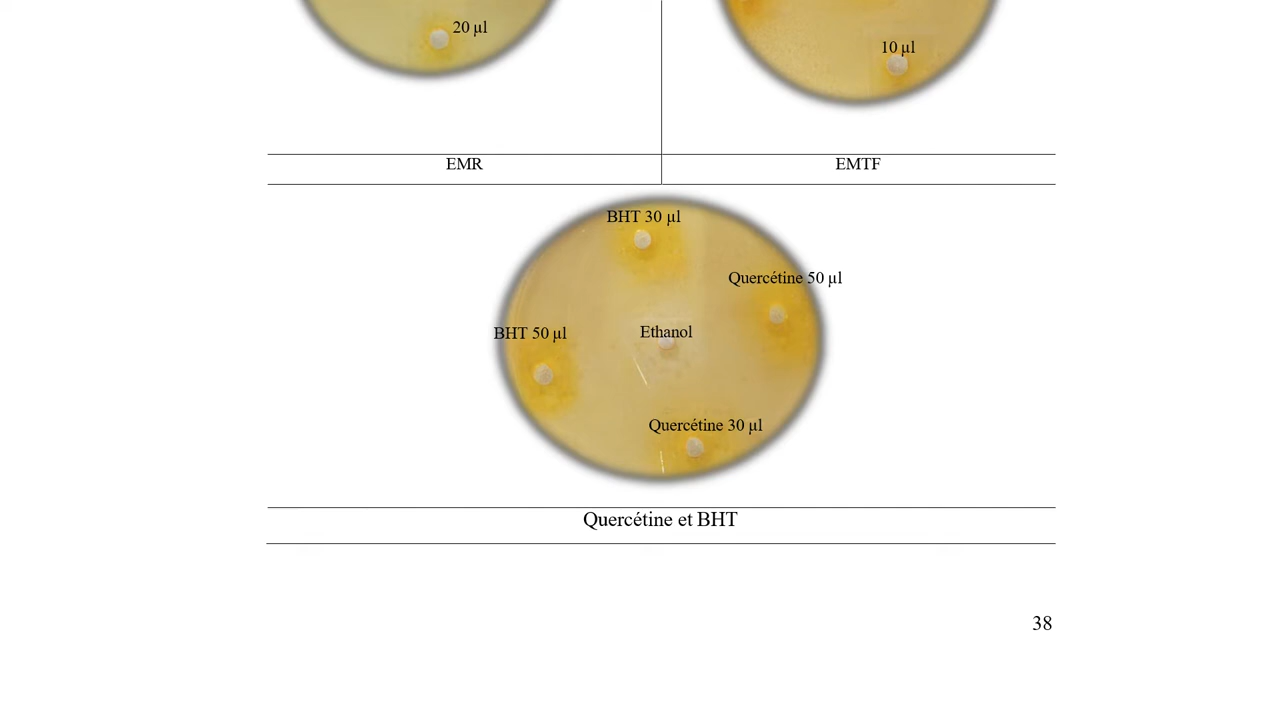 20 µl
10 µl
EMR
EMTF
BHT 30 µl
Quercétine 50 µl
BHT 50 µl
Ethanol
Quercétine 30 µl
Quercétine et BHT
38